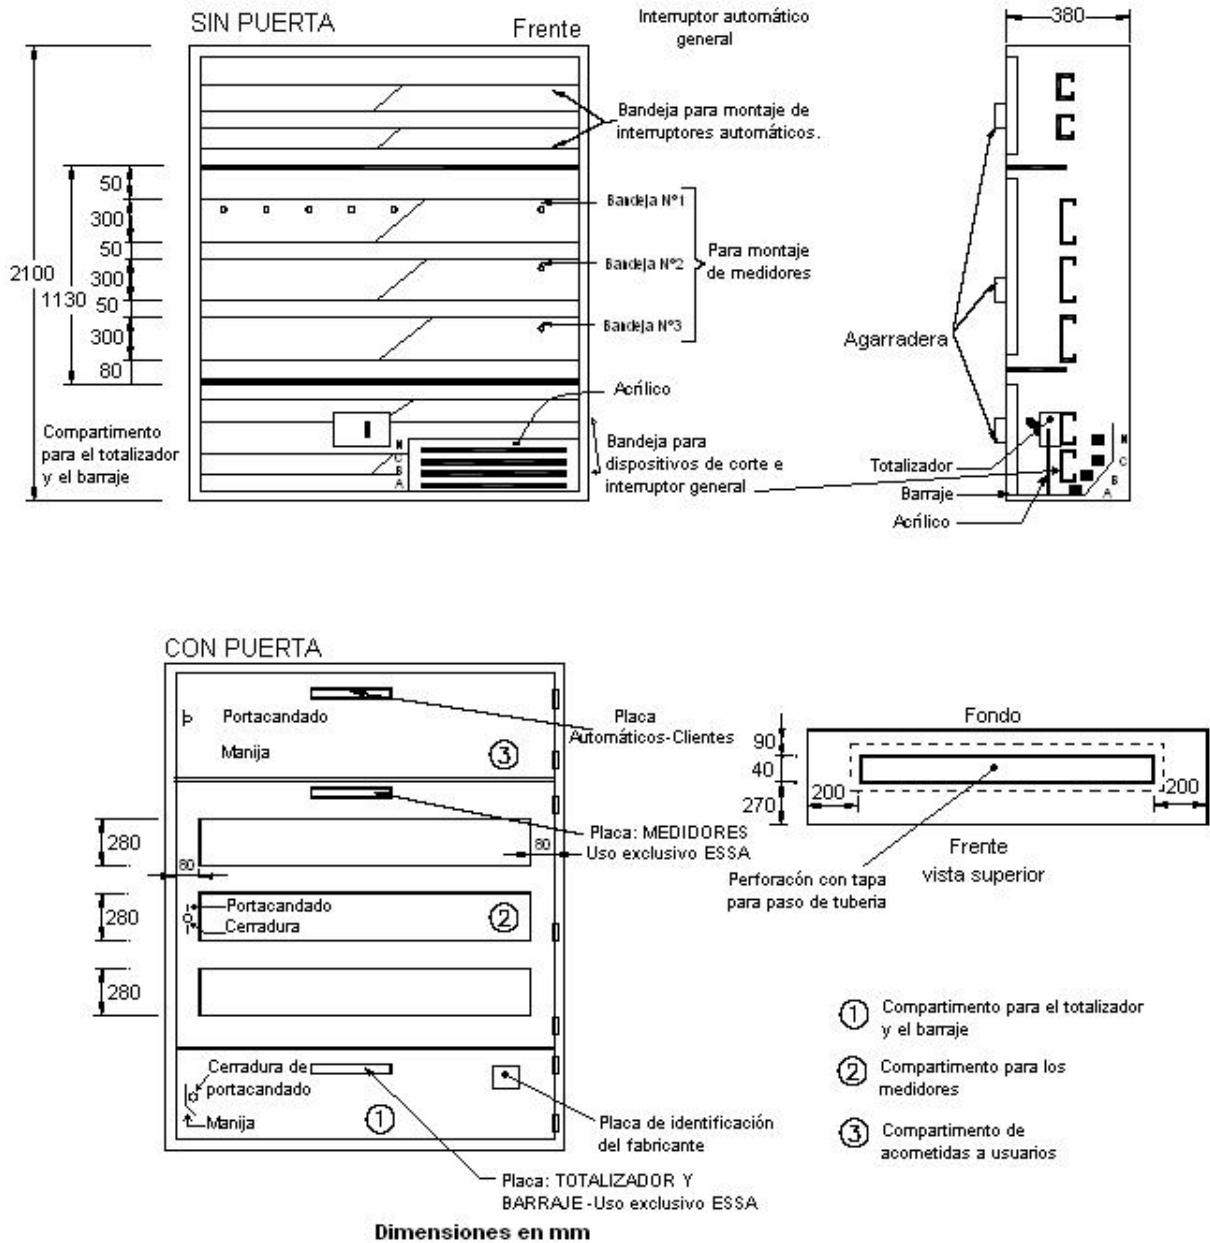 SIN PUERTA
Frente
Interruptor automático
general
380
Bandeja para montaje de
interruptores automáticos.
50
300
50
300
50
300
80
2100
1130
Bandeja N°1
Bandeja N°2
Bandeja N°3
Para montaje
de medidores
Agarradera
Acrílico
Compartimento
para el totalizador
y el barraje
N
C
B
A
Bandeja para
dispositivos de corte e
interruptor general
Totalizador
Barraje
Acrílico
N
C
B
A
CON PUERTA
Portacandado
Manija
3
Placa
Automáticos-Clientes
Placa: MEDIDORES
Uso exclusivo ESSA
280
80
80
280
Portacandado
Cerradura
2
280
Cerradura de
portacandado
Manija
1
Placa de identificación
del fabricante
Placa: TOTALIZADOR Y
BARRAJE -Uso exclusivo ESSA
Fondo
90
40
270
200
200
Frente
vista superior
Perforacón con tapa
para paso de tuberia
1 Compartimento para el totalizador
y el barraje
2 Compartimento para los
medidores
3 Compartimento de
acometidas a usuarios
Dimensiones en mm